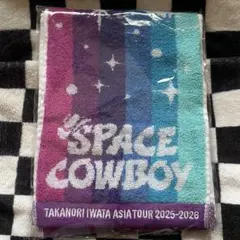 SPACE
COWBOY
TAKANORI IWATA ASIA TOUR 2025-2026